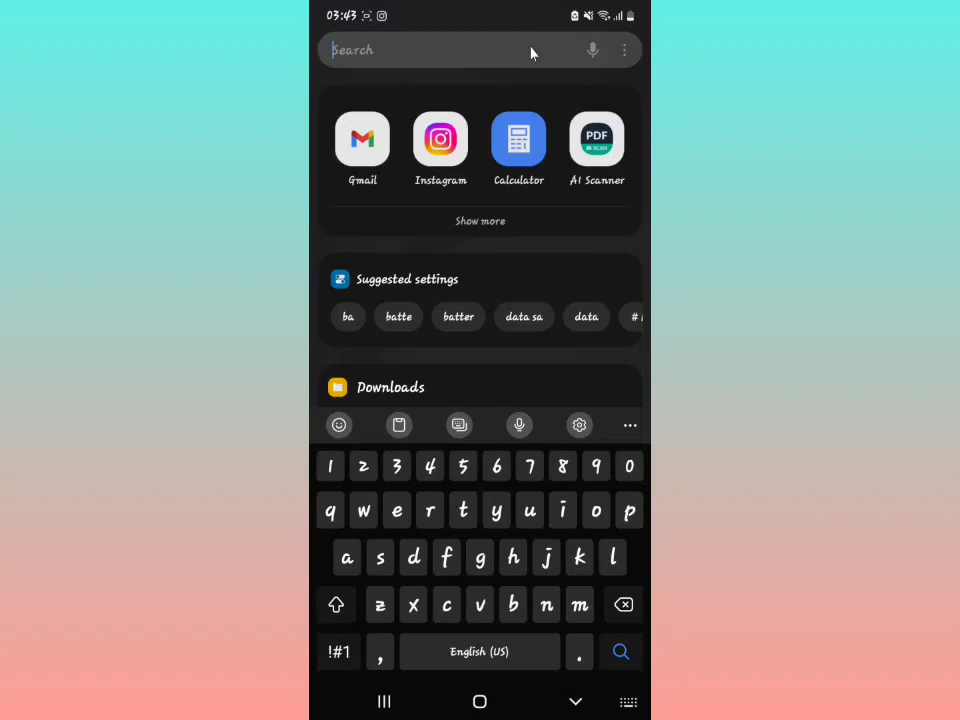 03:43
Search
PDF
SCAN
Gmail Instagram Calculator AI Scanner
Show more
Suggested settings
ba batte batter data sa data #
Downloads
1 2 3 4 5 6 7 8 9 0
q w e r t y u i o p
a s d f g h j k l
z x c v b n m
!#1 , English (US) .